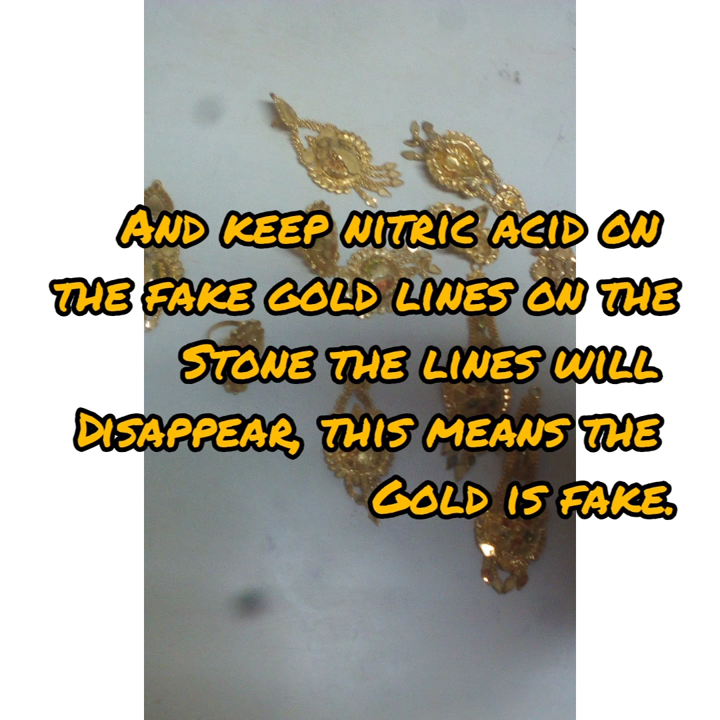 And keep nitric acid on
the fake gold lines on the
Stone the lines will
Disappear, this means the
Gold is fake.